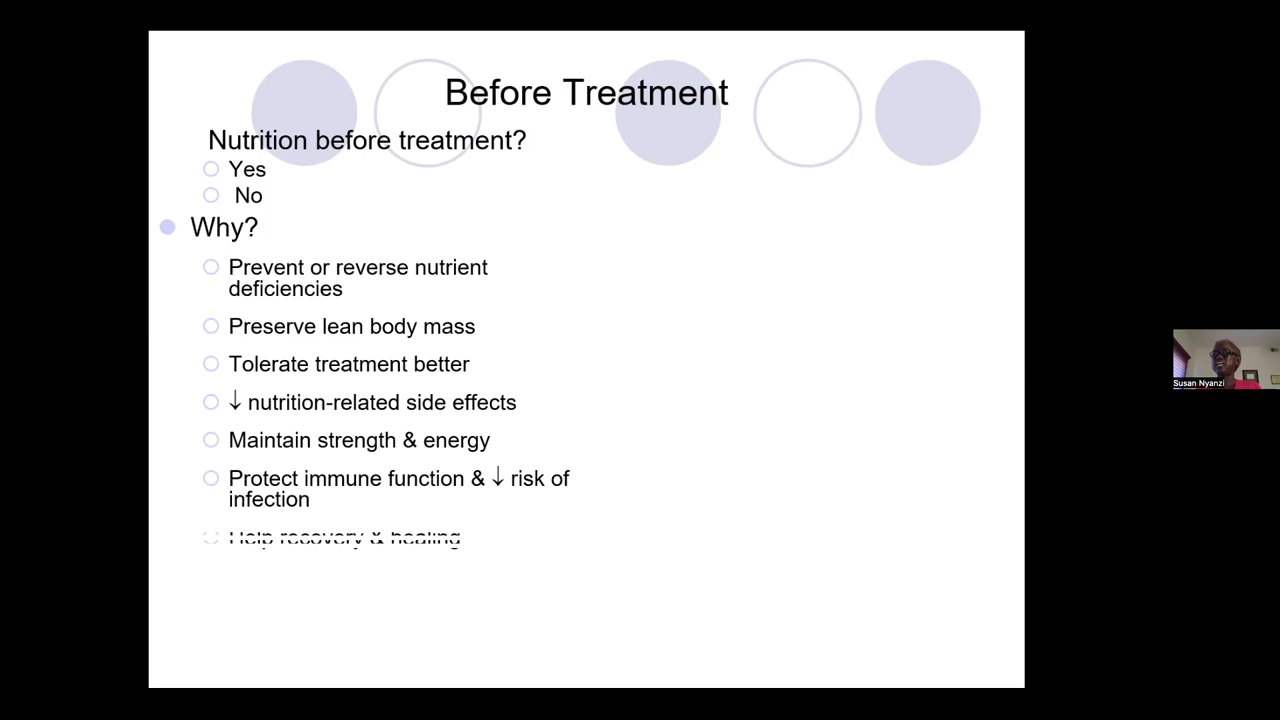 Before Treatment
Nutrition before treatment?
Yes
No
Why?
Prevent or reverse nutrient
deficiencies
Preserve lean body mass
Tolerate treatment better
↓ nutrition-related side effects
Maintain strength & energy
Protect immune function & ↓ risk of
infection
Help recovery & healing
Susan Nyanzi